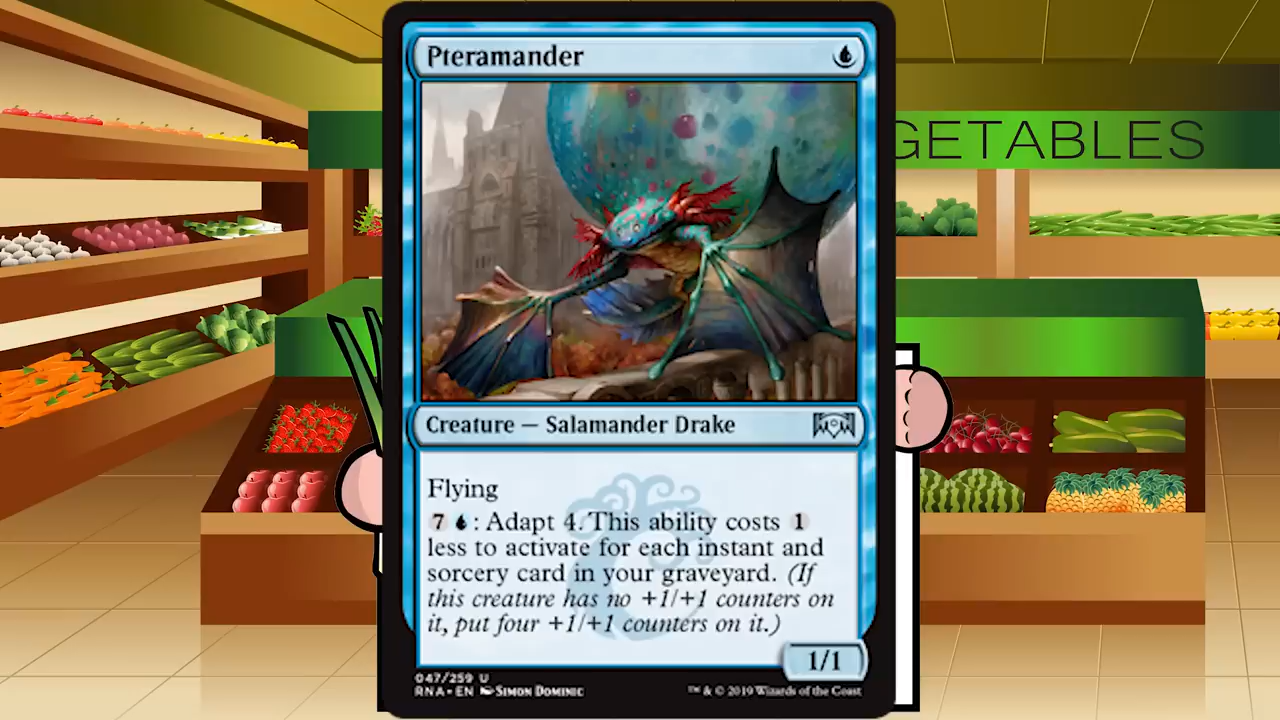 Pteramander
GETABLES
Creature — Salamander Drake
Flying
7 : Adapt 4. This ability costs 1
less to activate for each instant and
sorcery card in your graveyard. (If
this creature has no +1/+1 counters on
it, put four +1/+1 counters on it.)
1/1
047/259 U
RNA • EN Simon Dominic
™ & © 2019 Wizards of the Coast